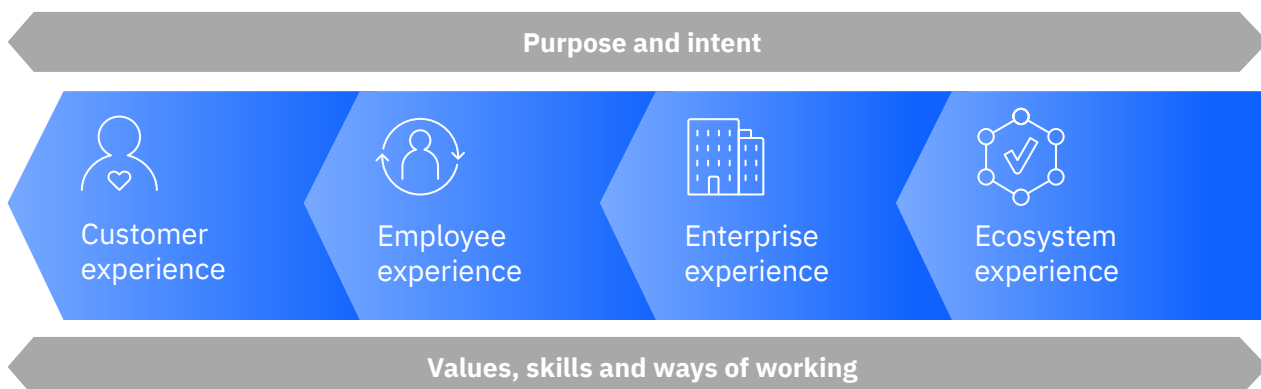 Purpose and intent
Customer
experience
Employee
experience
Enterprise
experience
Ecosystem
experience
Values, skills and ways of working